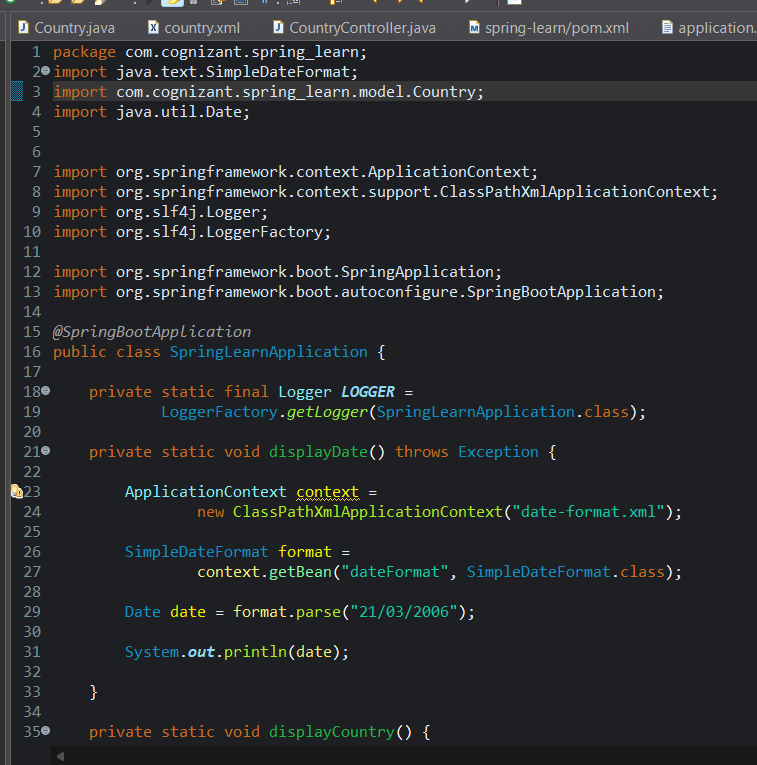 Country.java country.xml CountryController.java spring-learn/pom.xml application.
1 package com.cognizant.spring_learn;
2 import java.text.SimpleDateFormat;
3 import com.cognizant.spring_learn.model.Country;
4 import java.util.Date;
5
6
7 import org.springframework.context.ApplicationContext;
8 import org.springframework.context.support.ClassPathXmlApplicationContext;
9 import org.slf4j.Logger;
10 import org.slf4j.LoggerFactory;
11
12 import org.springframework.boot.SpringApplication;
13 import org.springframework.boot.autoconfigure.SpringBootApplication;
14
15 @SpringBootApplication
16 public class SpringLearnApplication {
17
18 private static final Logger LOGGER =
19 LoggerFactory.getLogger(SpringLearnApplication.class);
20
21 private static void displayDate() throws Exception {
22
23 ApplicationContext context =
24 new ClassPathXmlApplicationContext("date-format.xml");
25
26 SimpleDateFormat format =
27 context.getBean("dateFormat", SimpleDateFormat.class);
28
29 Date date = format.parse("21/03/2006");
30
31 System.out.println(date);
32
33 }
34
35 private static void displayCountry() {